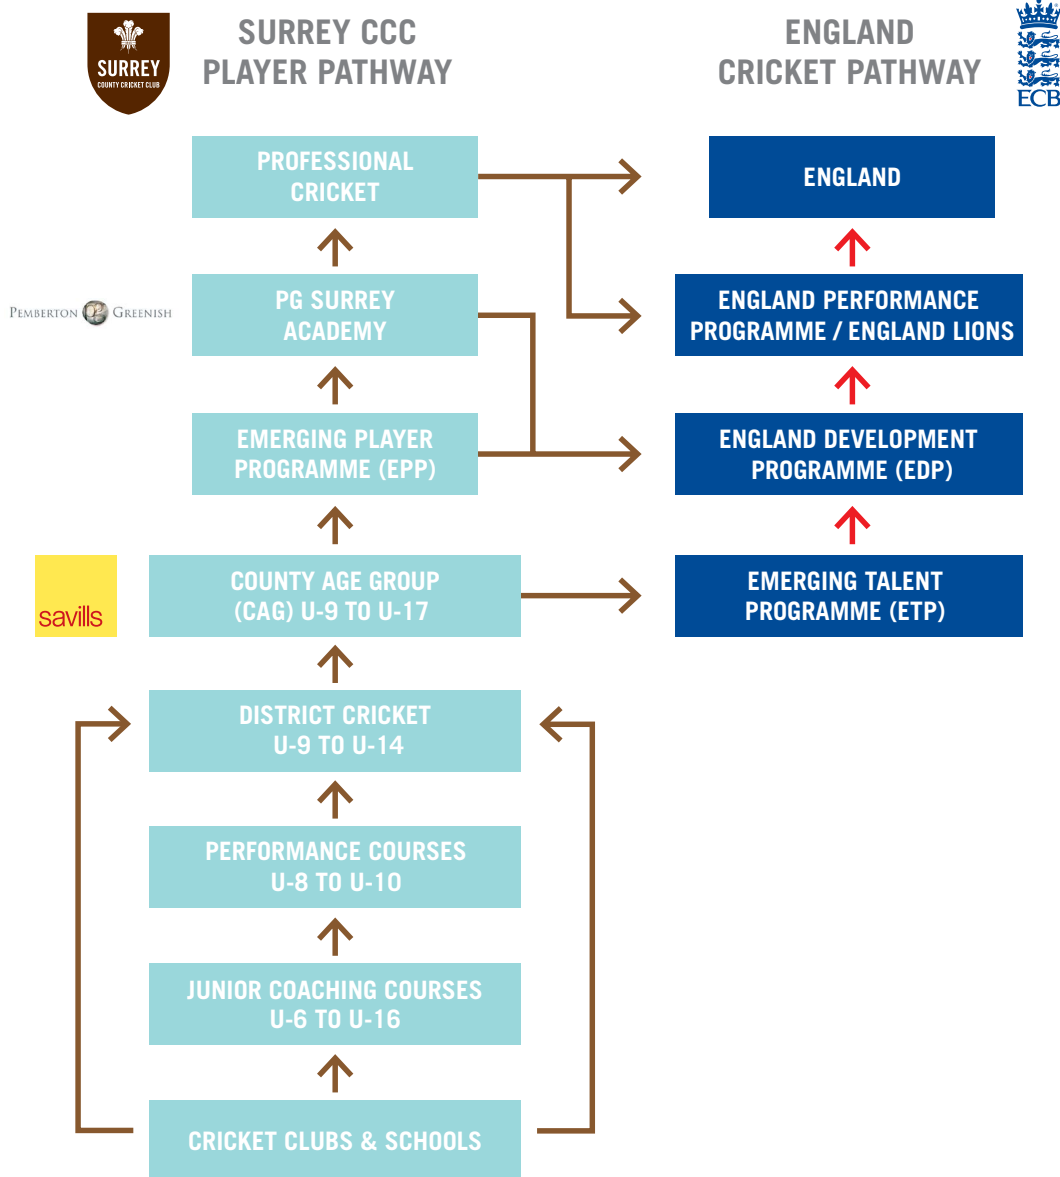 SURREY
COUNTY CRICKET CLUB
SURREY CCC
PLAYER PATHWAY
ENGLAND
CRICKET PATHWAY
ECB
PROFESSIONAL
CRICKET
ENGLAND
PEMBERTON GREENISH
PG SURREY
ACADEMY
ENGLAND PERFORMANCE
PROGRAMME / ENGLAND LIONS
EMERGING PLAYER
PROGRAMME (EPP)
ENGLAND DEVELOPMENT
PROGRAMME (EDP)
savills
COUNTY AGE GROUP
(CAG) U-9 TO U-17
EMERGING TALENT
PROGRAMME (ETP)
DISTRICT CRICKET
U-9 TO U-14
PERFORMANCE COURSES
U-8 TO U-10
JUNIOR COACHING COURSES
U-6 TO U-16
CRICKET CLUBS & SCHOOLS